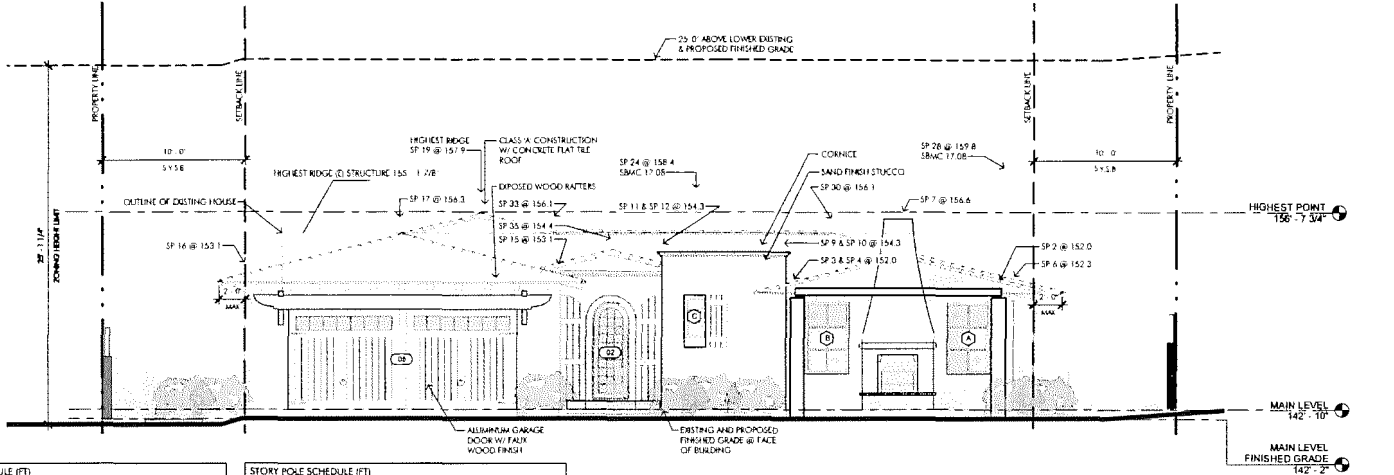 25'-0" ABOVE LOWER EXISTING
& PROPOSED FINISHED GRADE
PROPERTY LINE
SETBACK LINE
SETBACK LINE
PROPERTY LINE
10'-0"
S.Y.S.B
10'-0"
S.Y.S.B
ZONING HEIGHT LIMIT
HIGHEST RIDGE
SP 19 @ 157.9
CLASS 'A' CONSTRUCTION
W/ CONCRETE FLAT TILE
ROOF
SP 24 @ 158.4
SBMC 17.08
CORNICE
SAND FINISH STUCCO
SP 28 @ 159.8
SBMC 17.08
HIGHEST RIDGE (E) STRUCTURE
EXPOSED WOOD RAFTERS
SP 30 @ 156.1
OUTLINE OF EXISTING HOUSE
SP 17 @ 156.3
SP 33 @ 156.1
SP 11 & SP 12 @ 154.3
SP 7 @ 156.6
HIGHEST POINT
156' - 7 3/4"
SP 35 @ 154.4
SP 15 @ 153.1
SP 16 @ 153.1
SP 9 & SP 10 @ 154.3
SP 3 & SP 4 @ 152.0
SP 2 @ 152.0
SP 6 @ 152.3
2'-0"
MAX
2'-0"
MAX
C
B
A
02
ALUMINUM GARAGE
DOOR W/ FAUX
WOOD FINISH
EXISTING AND PROPOSED
FINISHED GRADE @ FACE
OF BUILDING
MAIN LEVEL
142' - 10"
MAIN LEVEL
FINISHED GRADE
142' - 2"
(FT)
STORY POLE SCHEDULE (FT)